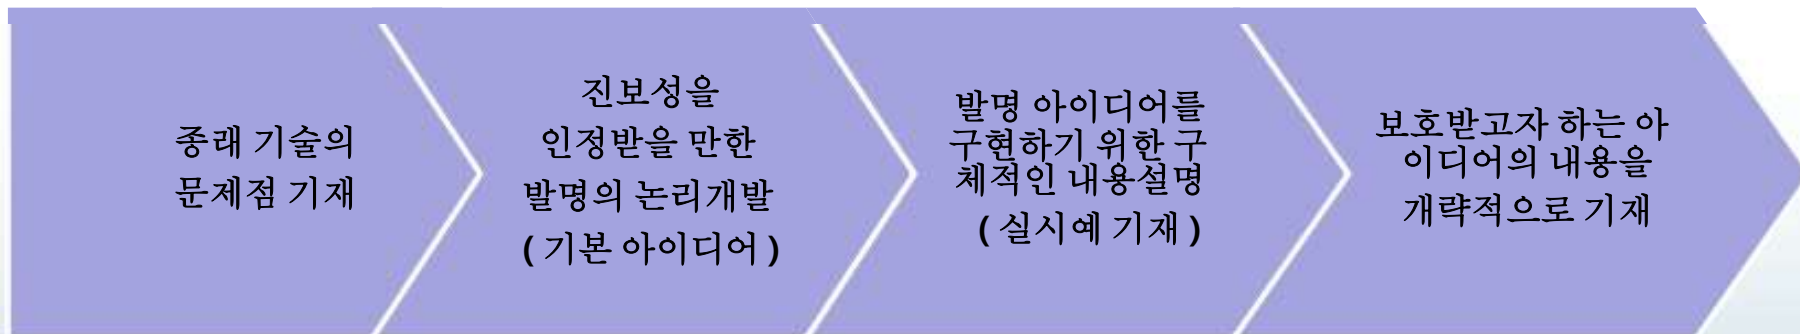 종래 기술의
문제점 기재
진보성을
인정받을 만한
발명의 논리개발
( 기본 아이디어 )
발명 아이디어를
구현하기 위한 구
체적인 내용설명
( 실시예 기재 )
보호받고자 하는 아
이디어의 내용을
개략적으로 기재